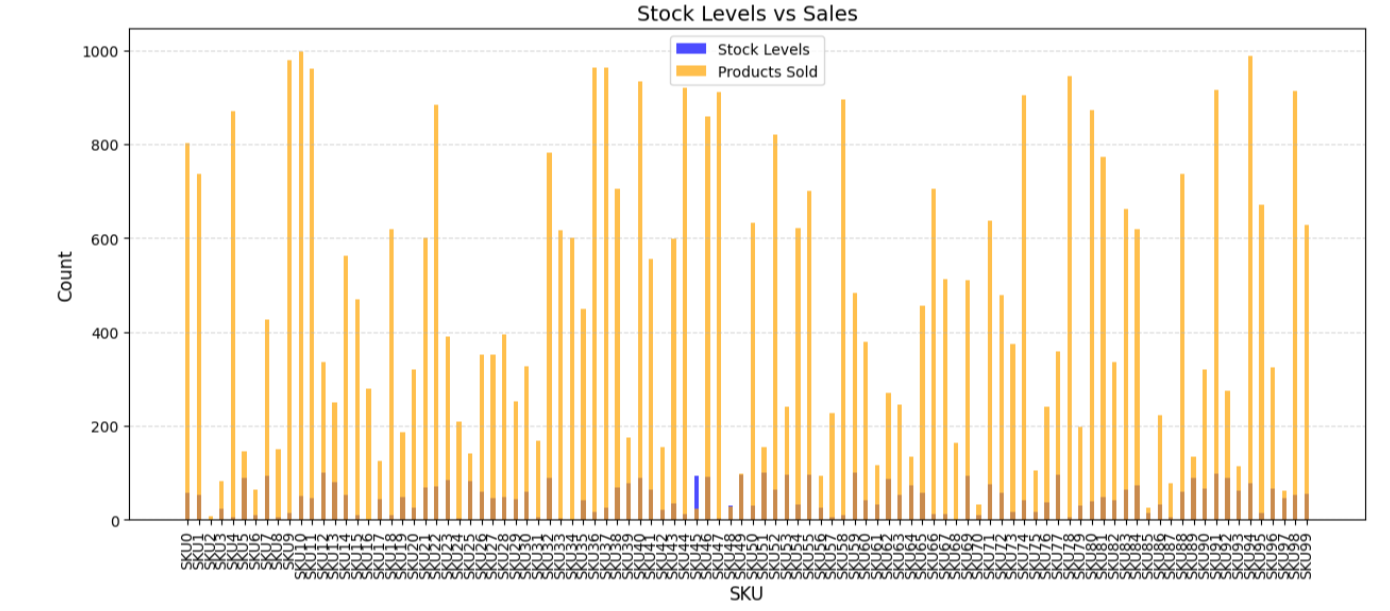 Stock Levels vs Sales
Stock Levels
Products Sold
Count
1000
800
600
400
200
0
SKU0
SKU1
SKU2
SKU3
SKU4
SKU5
SKU6
SKU7
SKU8
SKU9
SKU10
SKU11
SKU12
SKU13
SKU14
SKU15
SKU16
SKU17
SKU18
SKU19
SKU20
SKU21
SKU22
SKU23
SKU24
SKU25
SKU26
SKU27
SKU28
SKU29
SKU30
SKU31
SKU32
SKU33
SKU34
SKU35
SKU36
SKU37
SKU38
SKU39
SKU40
SKU41
SKU42
SKU43
SKU44
SKU45
SKU46
SKU47
SKU48
SKU49
SKU50
SKU51
SKU52
SKU53
SKU54
SKU55
SKU56
SKU57
SKU58
SKU59
SKU60
SKU61
SKU62
SKU63
SKU64
SKU65
SKU66
SKU67
SKU68
SKU69
SKU70
SKU71
SKU72
SKU73
SKU74
SKU75
SKU76
SKU77
SKU78
SKU79
SKU80
SKU81
SKU82
SKU83
SKU84
SKU85
SKU86
SKU87
SKU88
SKU89
SKU90
SKU91
SKU92
SKU93
SKU94
SKU95
SKU96
SKU97
SKU98
SKU99
SKU